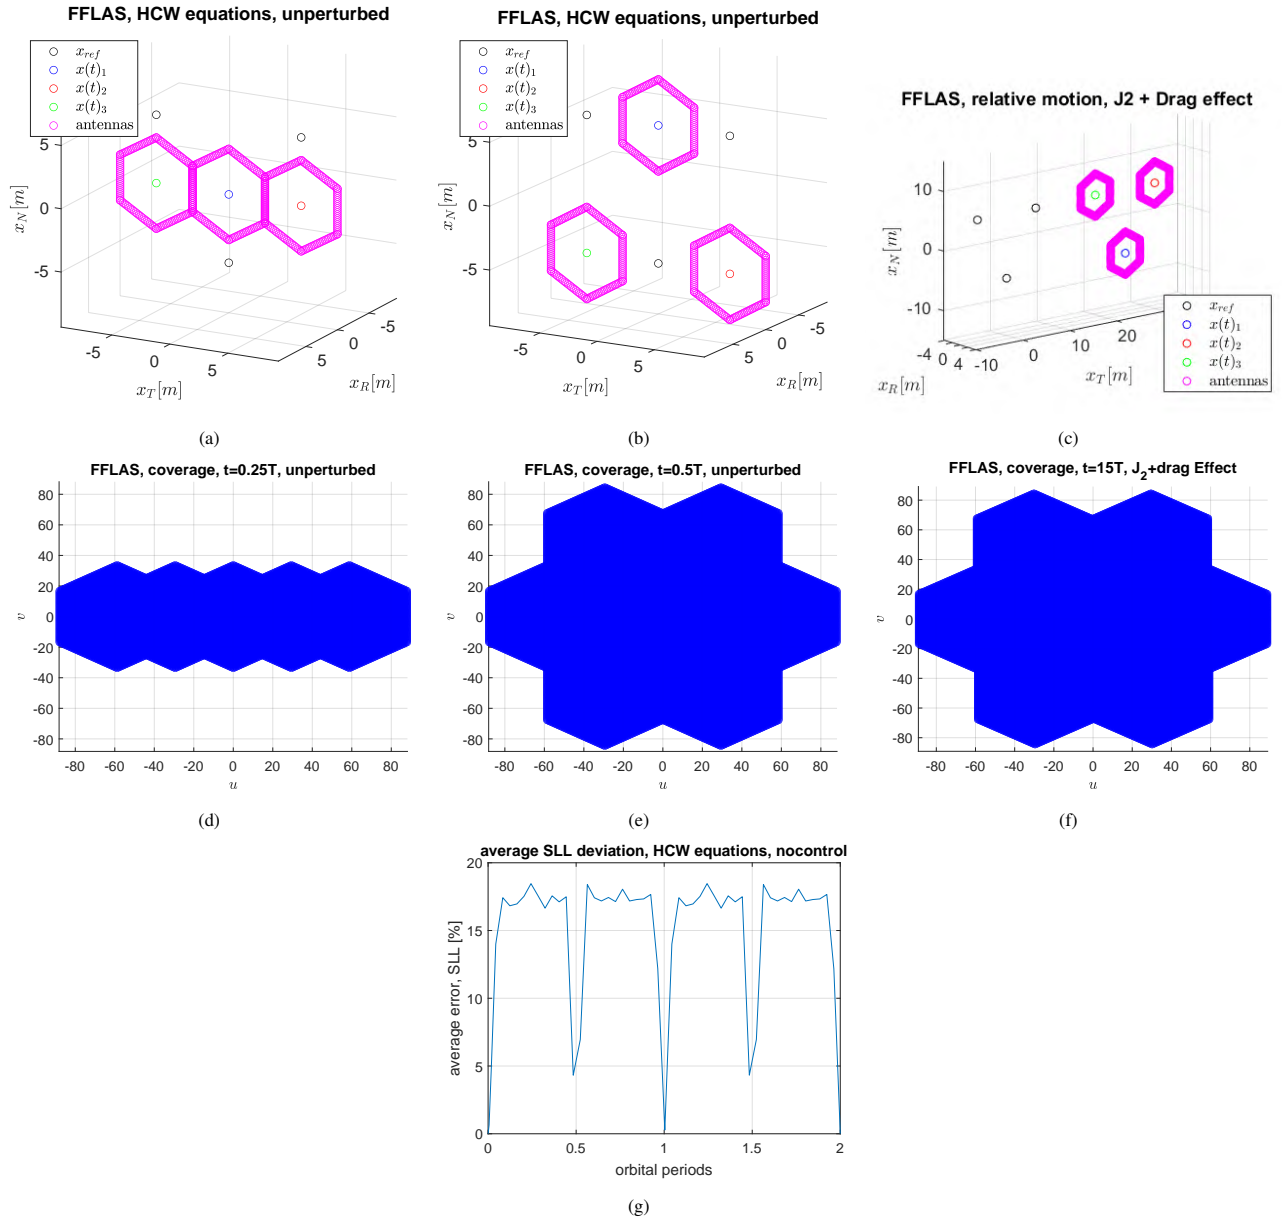 FFLAS, HCW equations, unperturbed
x_ref
x(t)_1
x(t)_2
x(t)_3
antennas
5
0
-5
x_N[m]
-5
0
5
x_T[m]
5
0
-5
x_R[m]
(a)
FFLAS, HCW equations, unperturbed
x_ref
x(t)_1
x(t)_2
x(t)_3
antennas
5
0
-5
x_N[m]
-5
0
5
x_T[m]
5
0
-5
x_R[m]
(b)
FFLAS, relative motion, J2 + Drag effect
10
0
-10
x_N[m]
-4
0
4
x_R[m]
-10
0
10
20
x_T[m]
x_ref
x(t)_1
x(t)_2
x(t)_3
antennas
(c)
FFLAS, coverage, t=0.25T, unperturbed
80
60
40
20
0
-20
-40
-60
-80
v
-80 -60 -40 -20 0 20 40 60 80
u
(d)
FFLAS, coverage, t=0.5T, unperturbed
80
60
40
20
0
-20
-40
-60
-80
v
-80 -60 -40 -20 0 20 40 60 80
u
(e)
FFLAS, coverage, t=15T, J_2+drag Effect
80
60
40
20
0
-20
-40
-60
-80
v
-80 -60 -40 -20 0 20 40 60 80
u
(f)
average SLL deviation, HCW equations, nocontrol
20
15
10
5
0
average error, SLL [%]
0 0.5 1 1.5 2
orbital periods
(g)